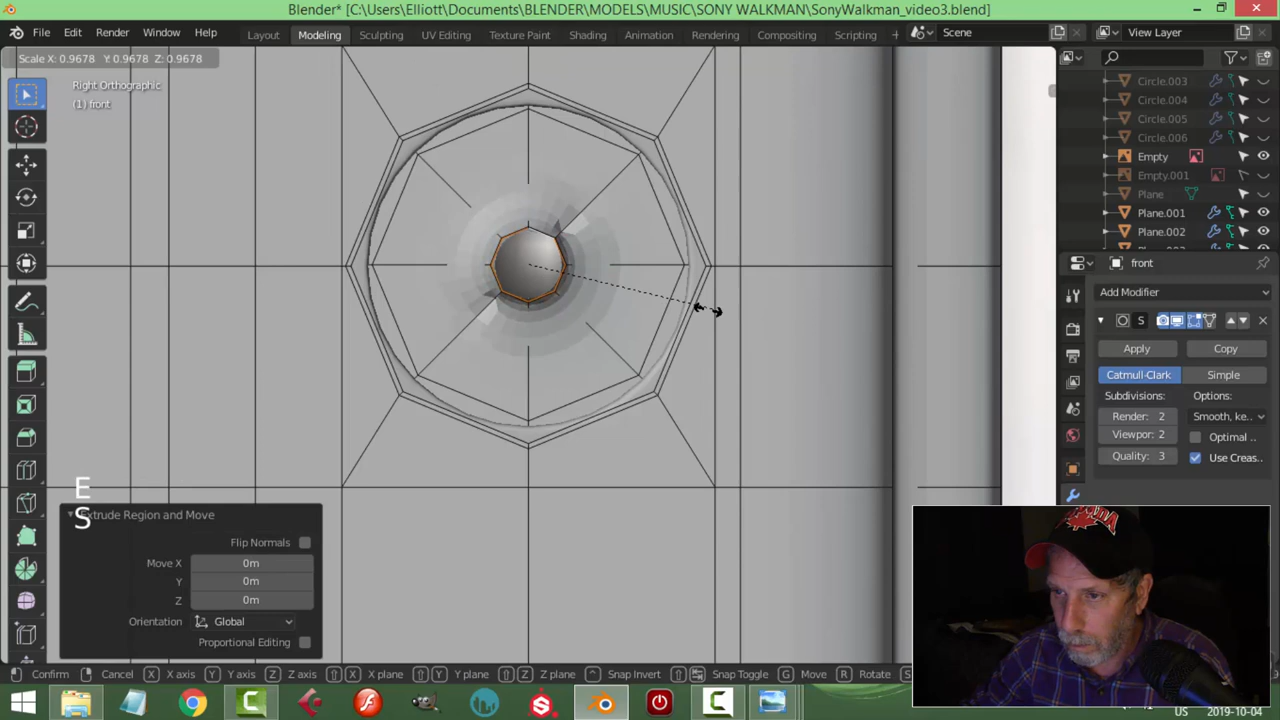 Blender* [C:\Users\Elliott\Documents\BLENDER\MODELS\MUSIC\SONY WALKMAN\SonyWalkman_video3.blend]
File Edit Render Window Help Layout Modeling Sculpting UV Editing Texture Paint Shading Animation Rendering Compositing Scripting + Scene View Layer
Scale X: 0.9678 Y: 0.9678 Z: 0.9678
Right Orthographic
(1) front
Circle.003
Circle.004
Circle.005
Circle.006
Empty
Empty.001
Plane
Plane.001
Plane.002
front
Add Modifier
S
Apply Copy
Catmull-Clark Simple
Subdivisions: Options:
Render: 2 Smooth, ke..
Viewpor: 2 Optimal ..
Quality: 3 Use Creas..
E
S
Extrude Region and Move
Flip Normals
Move X 0m
Y 0m
Z 0m
Orientation Global
Proportional Editing
Confirm Cancel X X axis Y Y axis Z Z axis X X plane Y Y plane Z Z plane ^ Snap Invert Snap Toggle G Move R Rotate S
US 2019-10-04